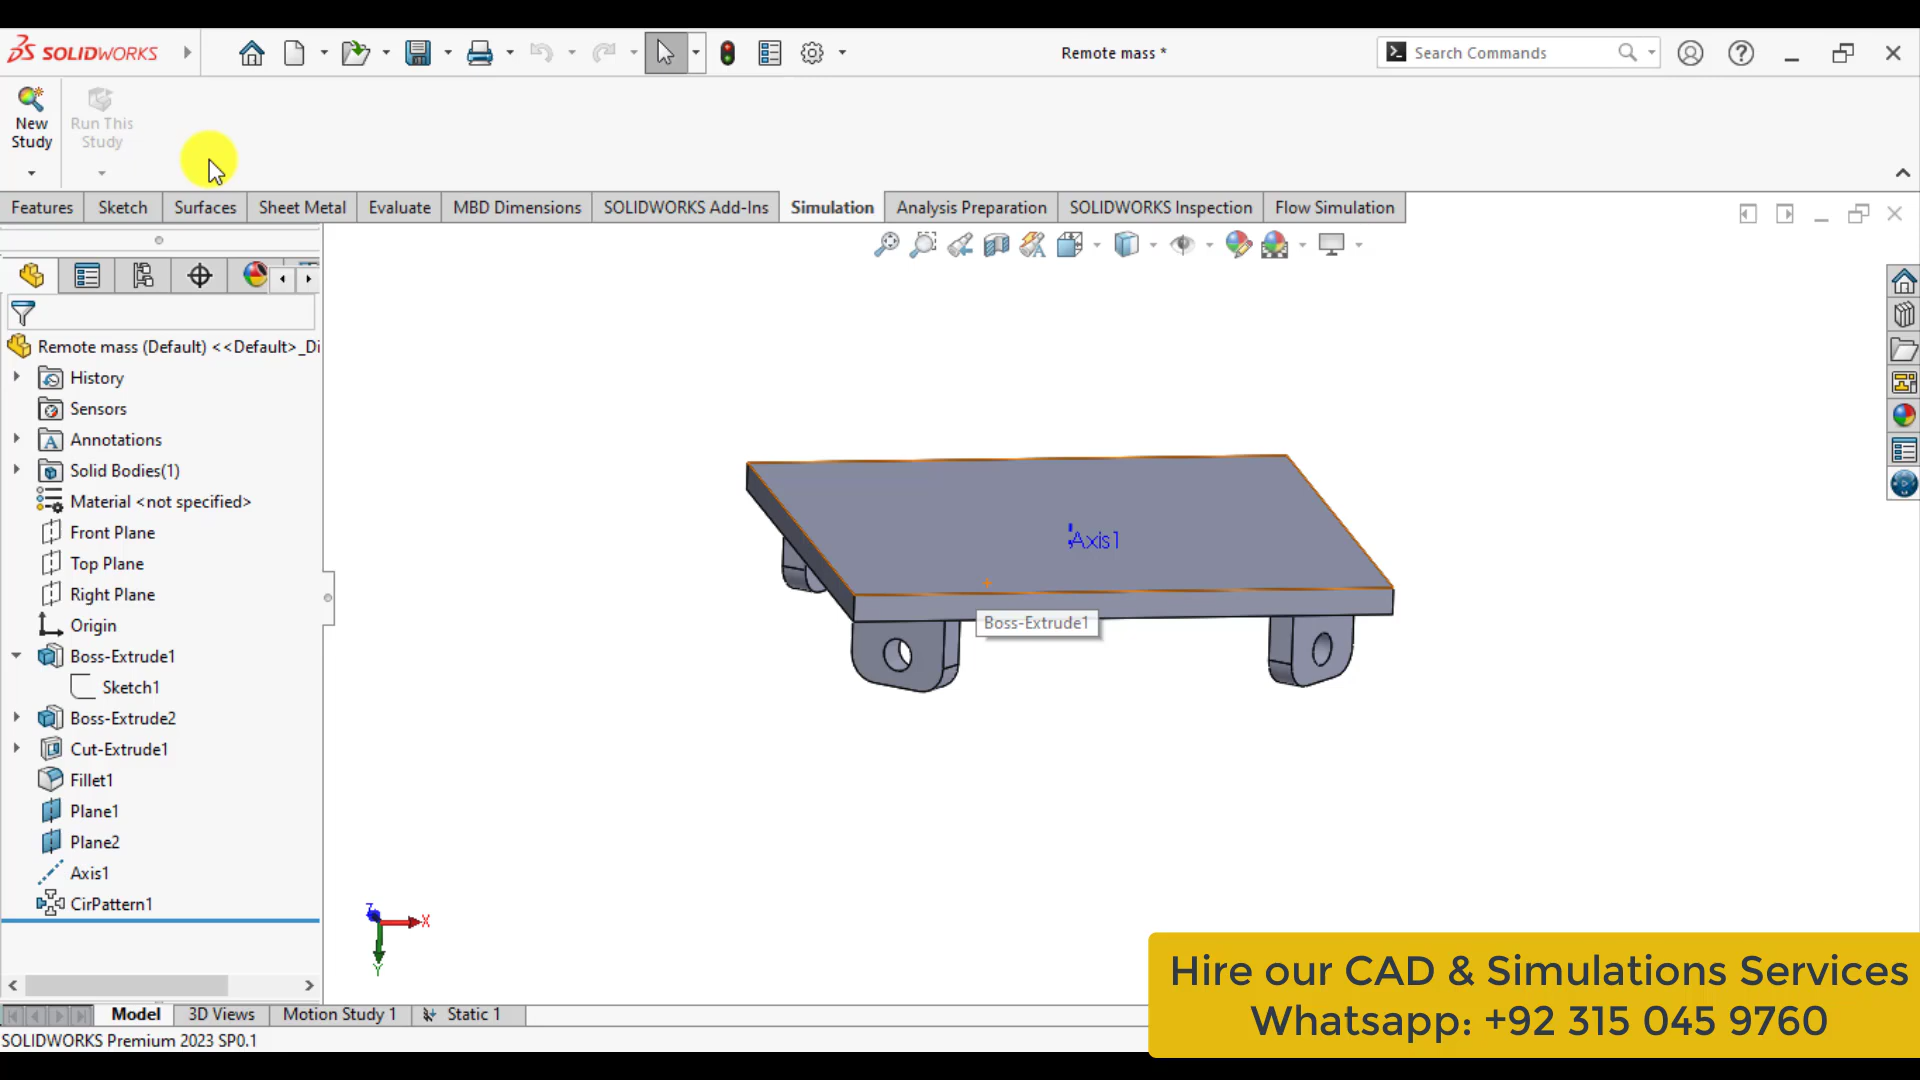 SOLIDWORKS
Remote mass *
Search Commands
New Study
Run This Study
Features
Sketch
Surfaces
Sheet Metal
Evaluate
MBD Dimensions
SOLIDWORKS Add-Ins
Simulation
Analysis Preparation
SOLIDWORKS Inspection
Flow Simulation
Remote mass (Default) <<Default>_Di
History
Sensors
Annotations
Solid Bodies(1)
Material <not specified>
Front Plane
Top Plane
Right Plane
Origin
Boss-Extrude1
Sketch1
Boss-Extrude2
Cut-Extrude1
Fillet1
Plane1
Plane2
Axis1
CirPattern1
Axis1
Boss-Extrude1
Z
X
Y
Model
3D Views
Motion Study 1
Static 1
SOLIDWORKS Premium 2023 SP0.1
Hire our CAD & Simulations Services
Whatsapp: +92 315 045 9760